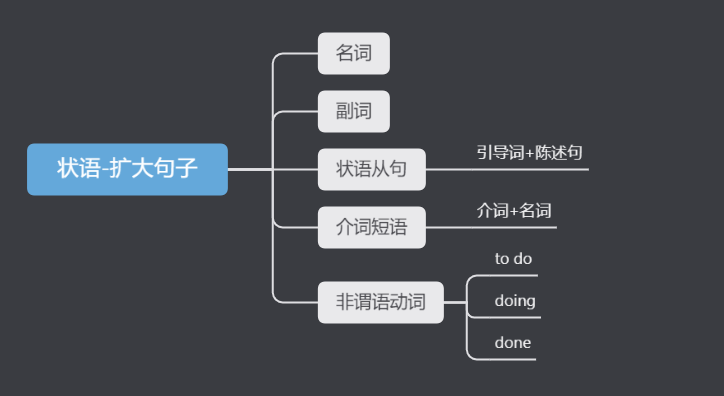 状语-扩大句子
名词
副词
状语从句
引导词+陈述句
介词短语
介词+名词
非谓语动词
to do
doing
done